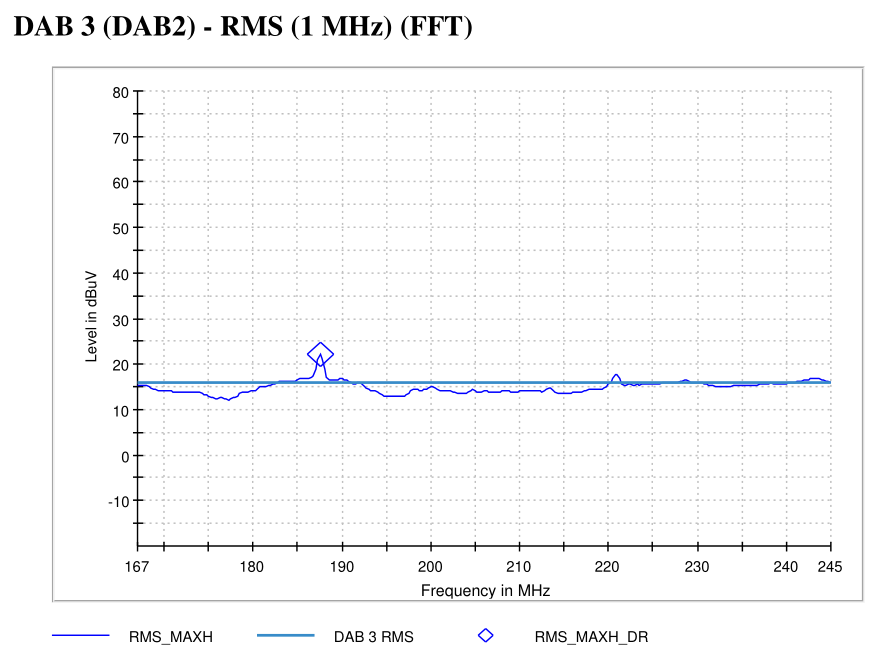 DAB 3 (DAB2) - RMS (1 MHz) (FFT)
80
70
60
50
40
30
20
10
0
-10
Level in dBuV
167 180 190 200 210 220 230 240 245
Frequency in MHz
RMS_MAXH DAB 3 RMS RMS_MAXH_DR